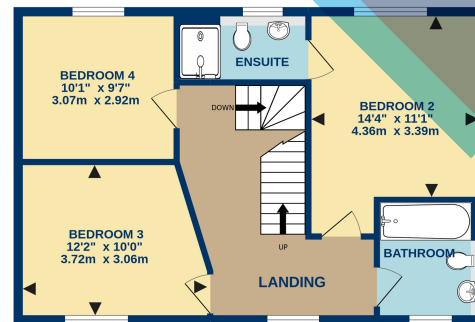 BEDROOM 4
10'1" x 9'7"
3.07m x 2.92m
ENSUITE
DOWN
BEDROOM 2
14'4" x 11'1"
4.36m x 3.39m
BEDROOM 3
12'2" x 10'0"
3.72m x 3.06m
UP
LANDING
BATHROOM